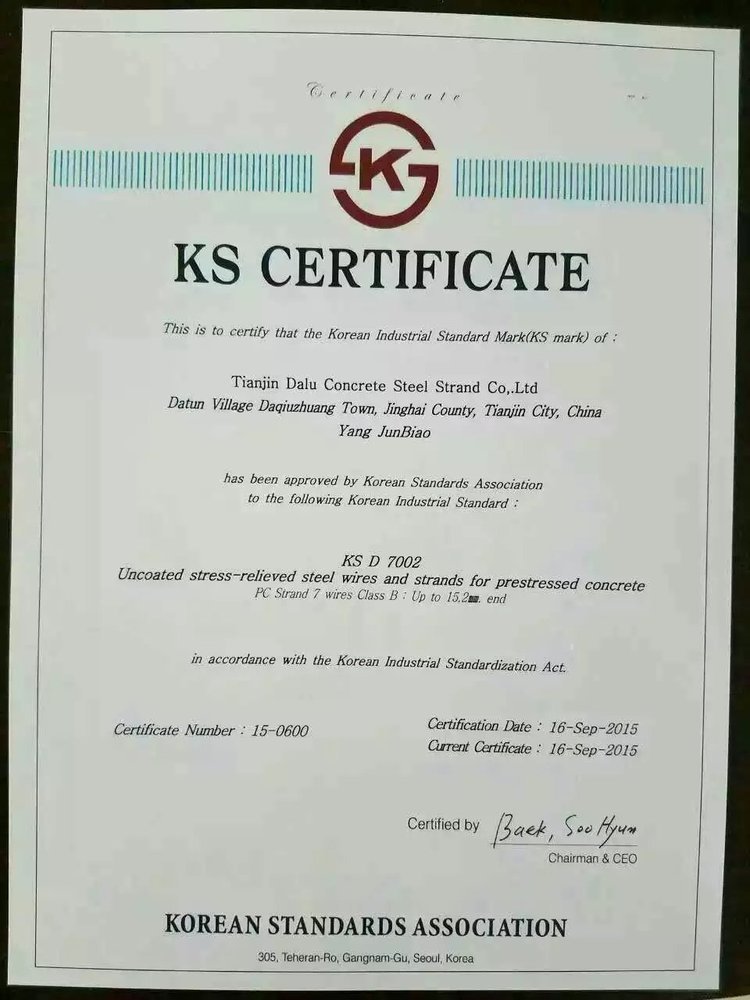 Certificate
K
KS CERTIFICATE
This is to certify that the Korean Industrial Standard Mark(KS mark) of :
Tianjin Dalu Concrete Steel Strand Co,.Ltd
Datun Village Daqiuzhuang Town, Jinghai County, Tianjin City, China
Yang JunBiao
has been approved by Korean Standards Association
to the following Korean Industrial Standard :
KS D 7002
Uncoated stress-relieved steel wires and strands for prestressed concrete
PC Strand 7 wires Class B : Up to 15.2㎜. end
in accordance with the Korean Industrial Standardization Act.
Certificate Number : 15-0600
Certification Date : 16-Sep-2015
Current Certificate : 16-Sep-2015
Certified by Baek, Soo Hyun
Chairman & CEO
KOREAN STANDARDS ASSOCIATION
305, Teheran-Ro, Gangnam-Gu, Seoul, Korea